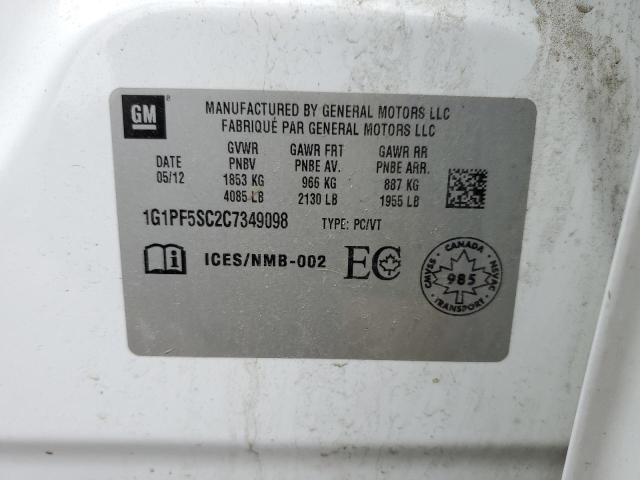 GM ®
MANUFACTURED BY GENERAL MOTORS LLC
FABRIQUÉ PAR GENERAL MOTORS LLC
GVWR GAWR FRT GAWR RR
DATE PNBV PNBE AV. PNBE ARR.
05/12 1853 KG 966 KG 887 KG
4085 LB 2130 LB 1955 LB
1G1PF5SC2C7349098 TYPE: PC/VT
i ICES/NMB-002 EC
CANADA
CMVSS 985 NSVAC
TRANSPORT